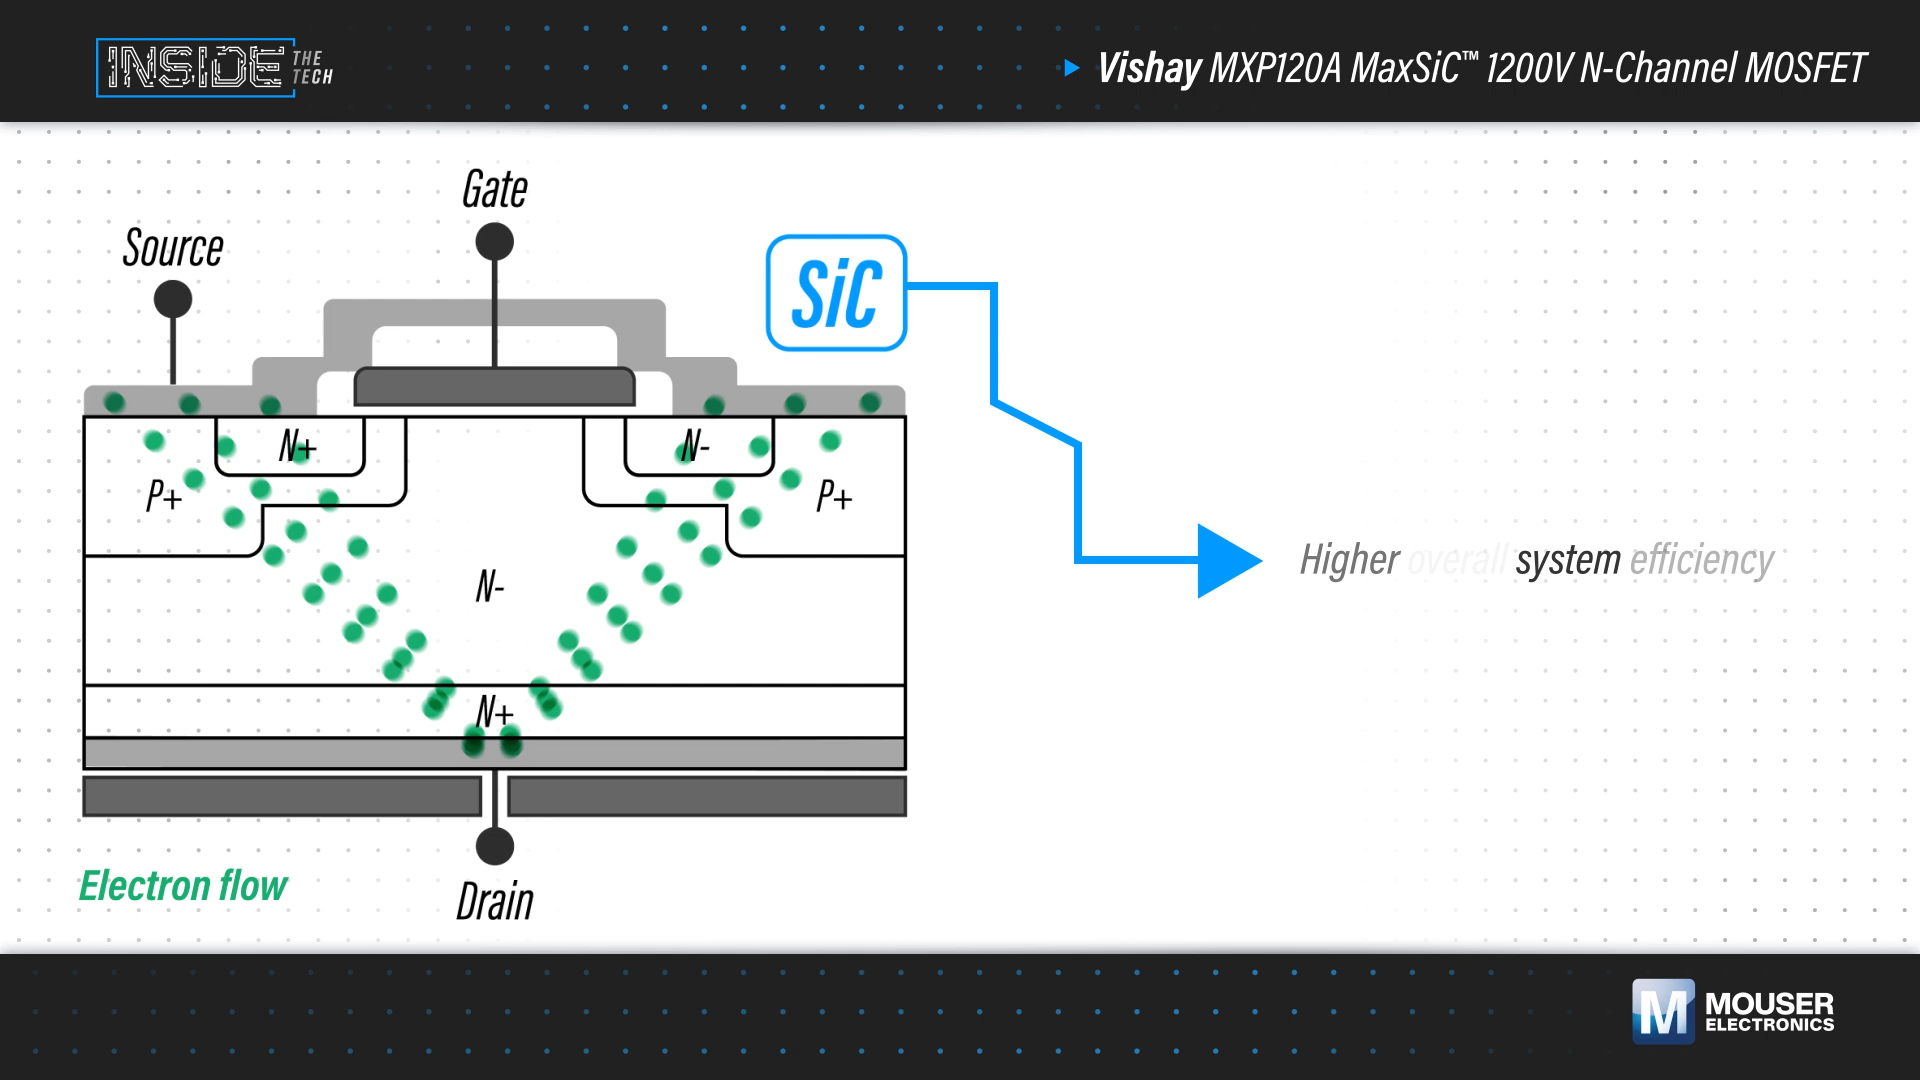 INSIDE THE TECH
Vishay MXP120A MaxSiC™ 1200V N-Channel MOSFET
Gate
Source
SiC
N+
N-
P+
P+
Higher overall system efficiency
N-
N+
Electron flow
Drain
M MOUSER
ELECTRONICS